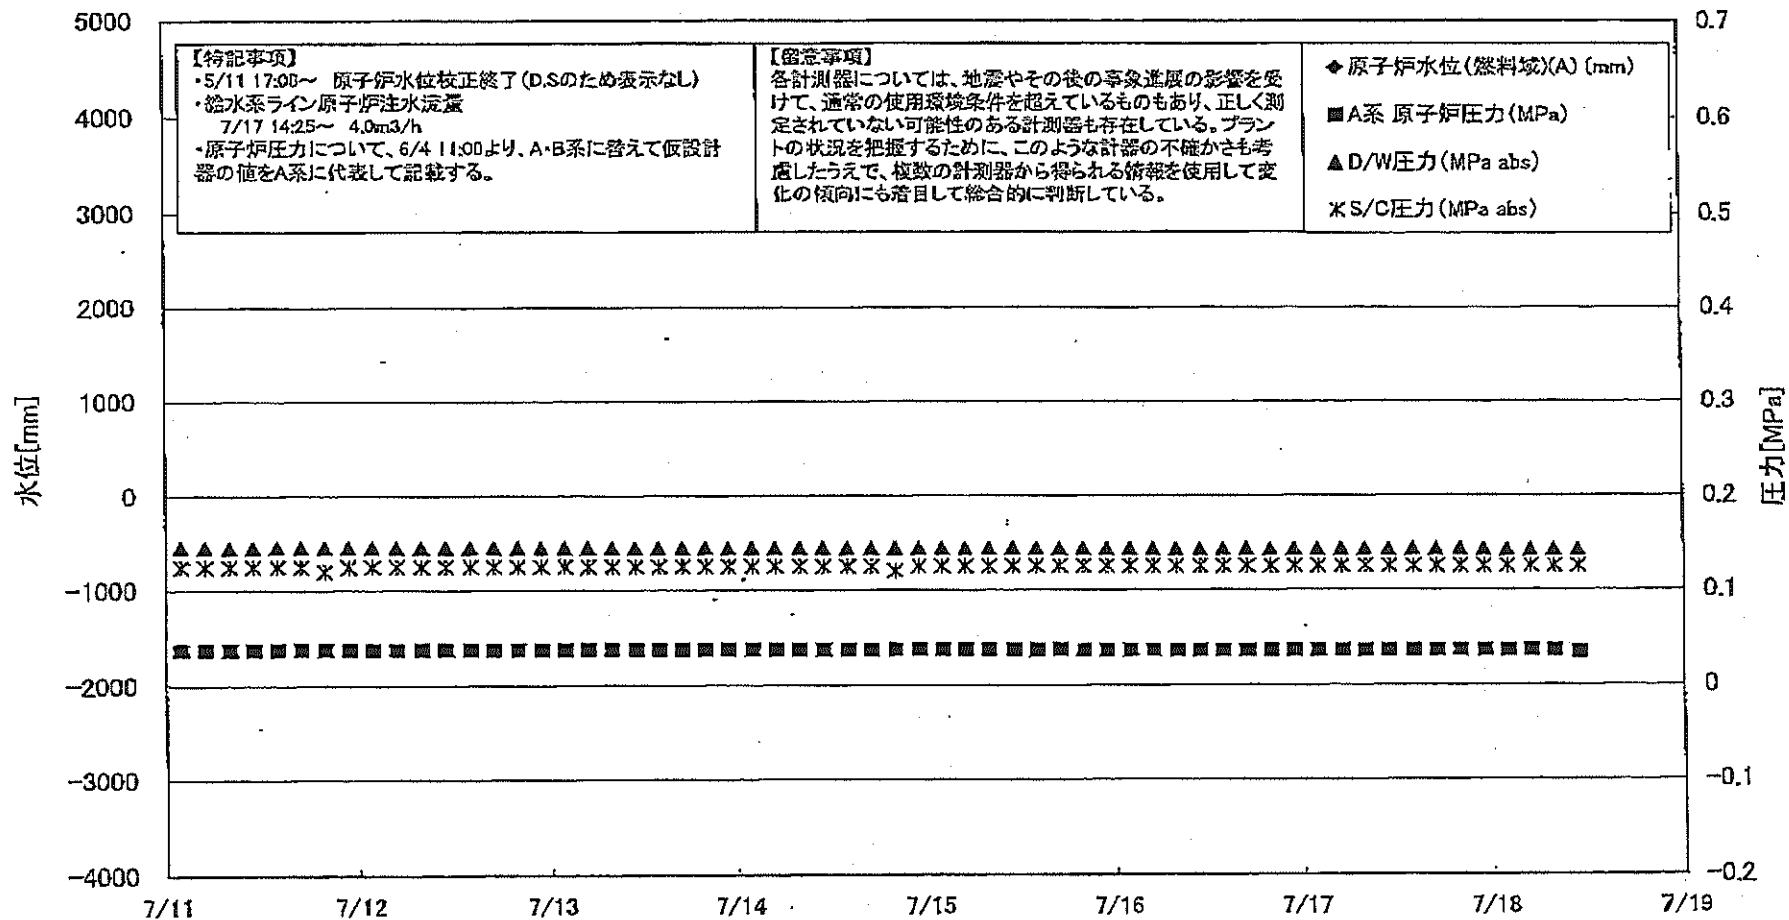 5000
4000
3000
2000
1000
0
-1000
-2000
-3000
-4000
水位[mm]
【特記事項】
・5/11 17:00～ 原子炉水位校正終了(D.Sのため表示なし)
・給水系ライン原子炉注水流量
7/17 14:25～ 4.0m3/h
・原子炉圧力について、6/4 11:00より、A・B系に替えて仮設計
器の値をA系に代表して記載する。
【留意事項】
各計測器については、地震やその後の事象進展の影響を受
けて、通常の使用環境条件を超えているものもあり、正しく測
定されていない可能性のある計測器も存在している。プラン
トの状況を把握するために、このような計器の不確かさも考
慮したうえで、複数の計測器から得られる情報を使用して変
化の傾向にも着目して総合的に判断している。
◆原子炉水位(燃料域)(A) (mm)
■A系 原子炉圧力(MPa)
▲D/W圧力(MPa abs)
＊S/C圧力(MPa abs)
0.7
0.6
0.5
0.4
0.3
0.2
0.1
0
-0.1
-0.2
圧力[MPa]
7/11 7/12 7/13 7/14 7/15 7/16 7/17 7/18 7/19